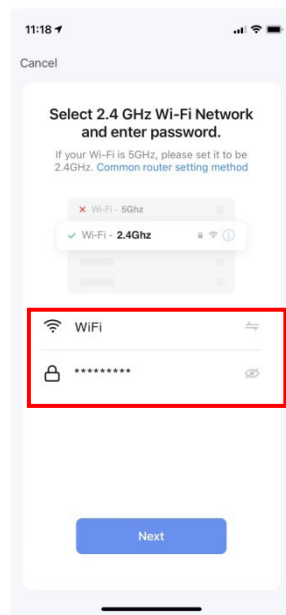 11:18
Cancel
Select 2.4 GHz Wi-Fi Network
and enter password.
If your Wi-Fi is 5GHz, please set it to be
2.4GHz. Common router setting method
Wi-Fi - 5Ghz
Wi-Fi - 2.4Ghz
WiFi
*********
Next